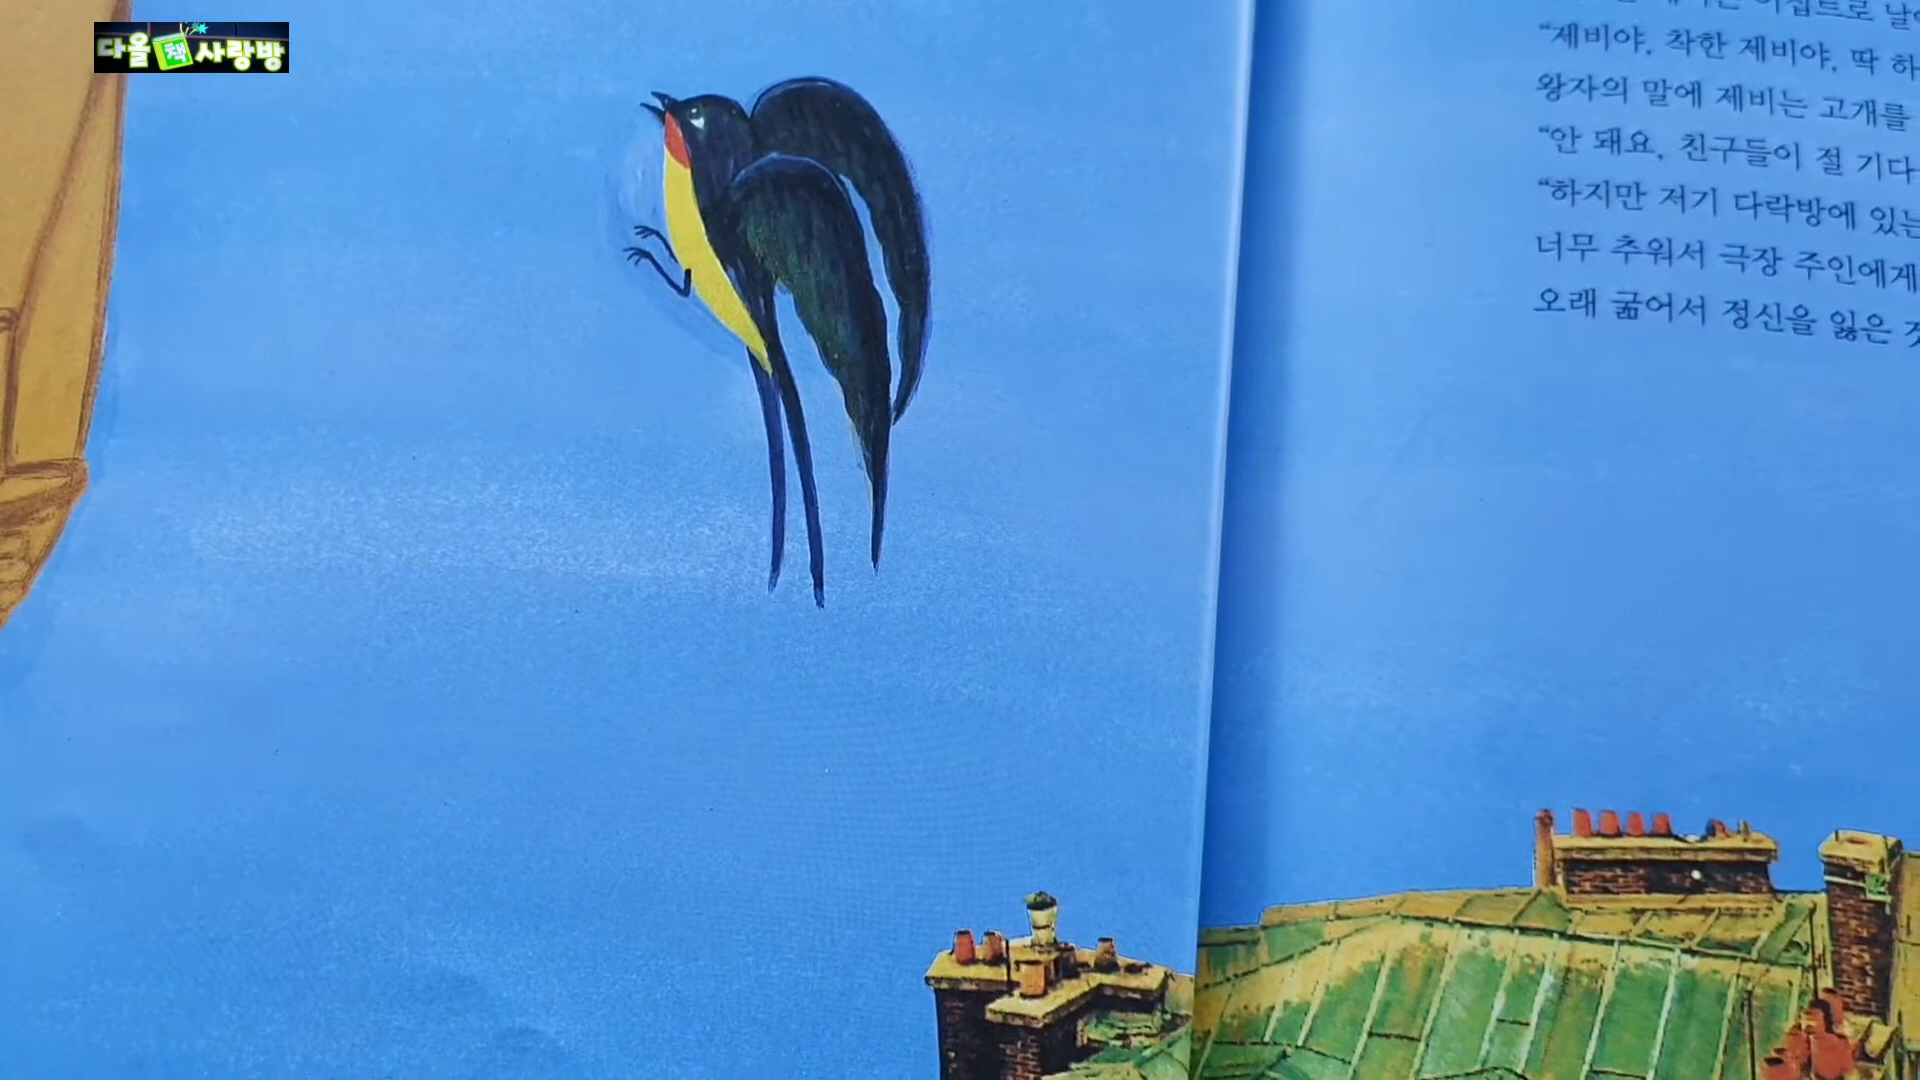 다올 책 사랑방
“제비야, 착한 제비야, 딱 하
왕자의 말에 제비는 고개를
“안 돼요, 친구들이 절 기다
“하지만 저기 다락방에 있는
너무 추워서 극장 주인에게
오래 굶어서 정신을 잃은